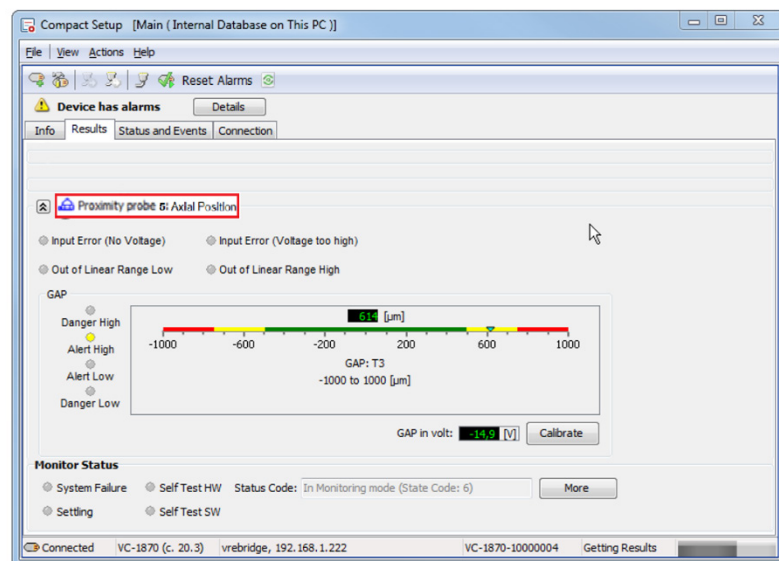 Compact Setup [Main ( Internal Database on This PC )]
File View Actions Help
Reset Alarms
Device has alarms Details
Info Results Status and Events Connection
Proximity probe 5: Axial Position
Input Error (No Voltage) Input Error (Voltage too high)
Out of Linear Range Low Out of Linear Range High
GAP
Danger High
Alert High
Alert Low
Danger Low
614 [µm]
-1000 -600 -200 200 600 1000
GAP: T3
-1000 to 1000 [µm]
GAP in volt: -14,9 [V] Calibrate
Monitor Status
System Failure Self Test HW Status Code: In Monitoring mode (State Code: 6) More
Settling Self Test SW
Connected VC-1870 (c. 20.3) vrebridge, 192.168.1.222 VC-1870-10000004 Getting Results